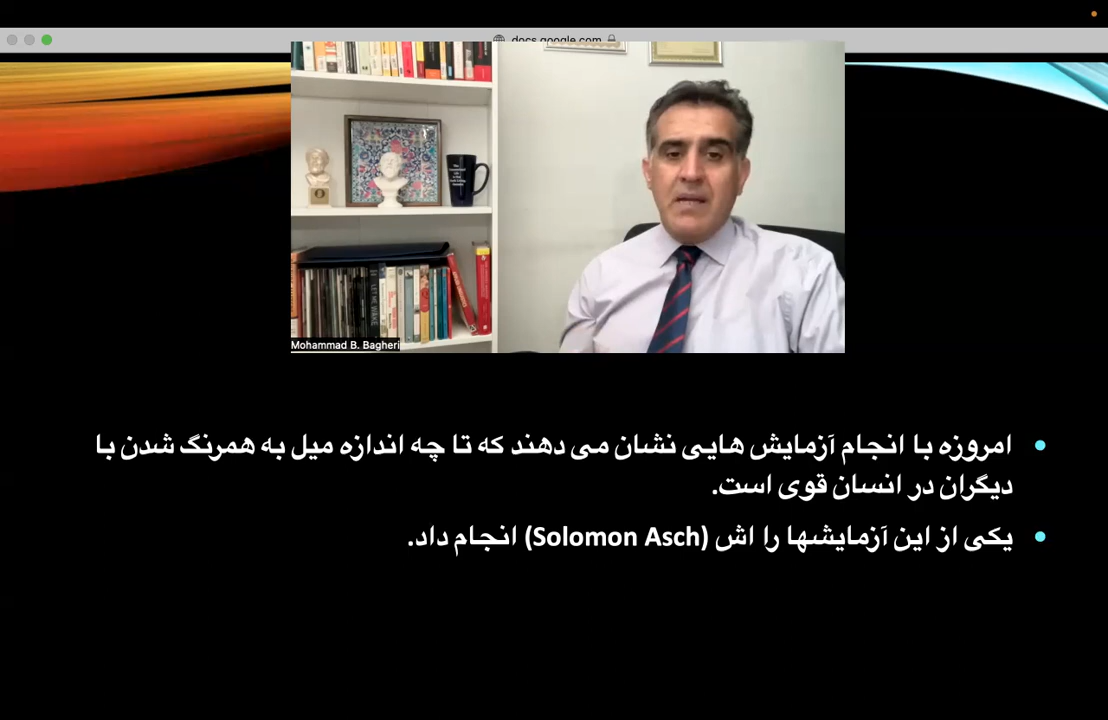 docs.google.com
Mohammad B. Bagheri
امروزه با انجام آزمایش هایی نشان می دهند که تا چه اندازه میل به همرنگ شدن با
دیگران در انسان قوی است.
یکی از این آزمایشها را اش (Solomon Asch) انجام داد.